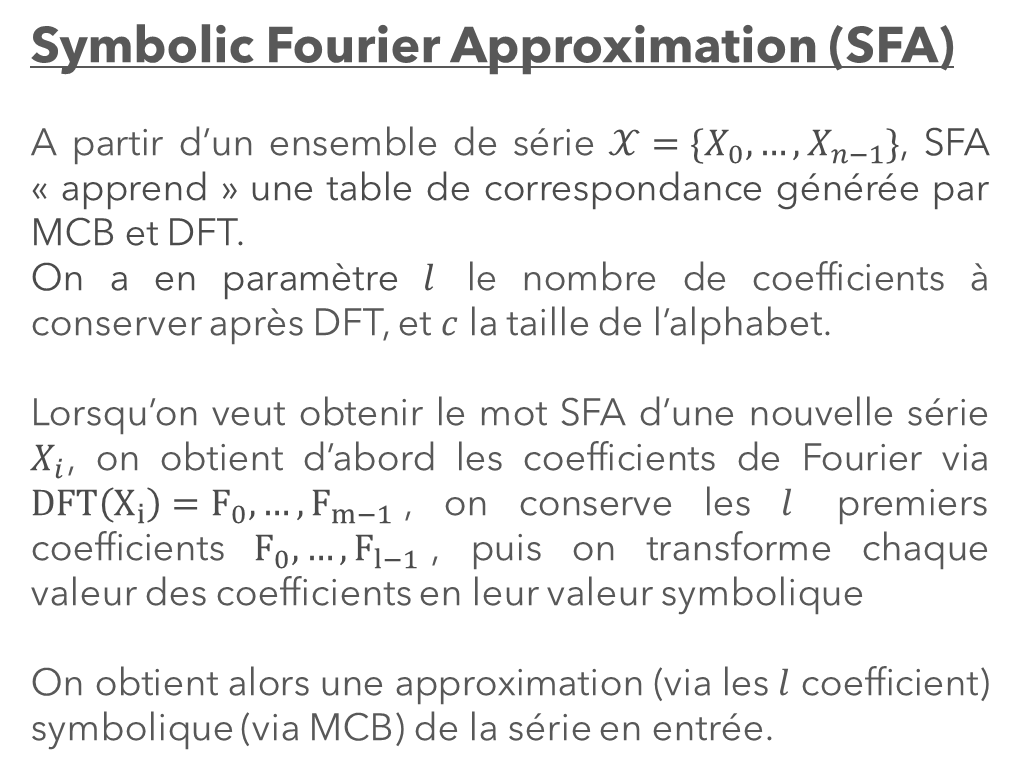 Symbolic Fourier Approximation (SFA)
A partir d’un ensemble de série 𝒳 = {X₀, … , Xₙ₋₁}, SFA
« apprend » une table de correspondance générée par
MCB et DFT.
On a en paramètre l le nombre de coefficients à
conserver après DFT, et c la taille de l’alphabet.
Lorsqu’on veut obtenir le mot SFA d’une nouvelle série
Xᵢ, on obtient d’abord les coefficients de Fourier via
DFT(Xᵢ) = F₀, … , Fₘ₋₁ , on conserve les l premiers
coefficients F₀, … , Fₗ₋₁ , puis on transforme chaque
valeur des coefficients en leur valeur symbolique
On obtient alors une approximation (via les l coefficient)
symbolique (via MCB) de la série en entrée.